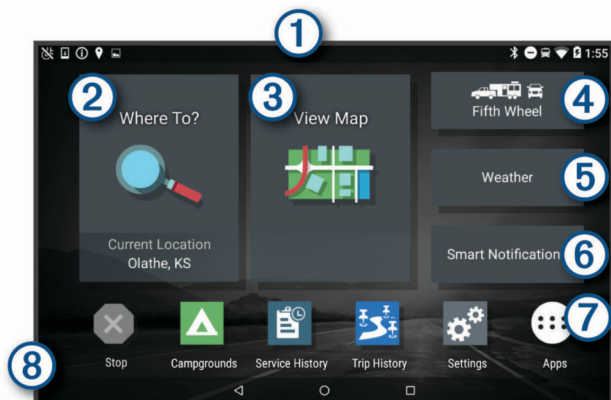 1
1:55
2
Where To?
Current Location
Olathe, KS
3
View Map
Fifth Wheel
4
Weather
5
Smart Notification
6
7
Stop
Campgrounds
Service History
Trip History
Settings
Apps
8